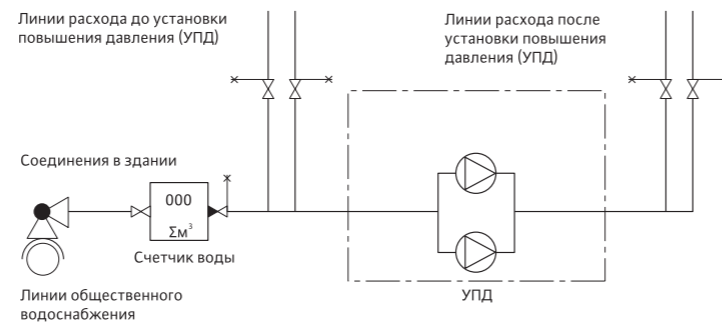 Линии расхода до установки
повышения давления (УПД)
Линии расхода после
установки повышения
давления (УПД)
Соединения в здании
000
Σм³
Счетчик воды
Линии общественного
водоснабжения
УПД